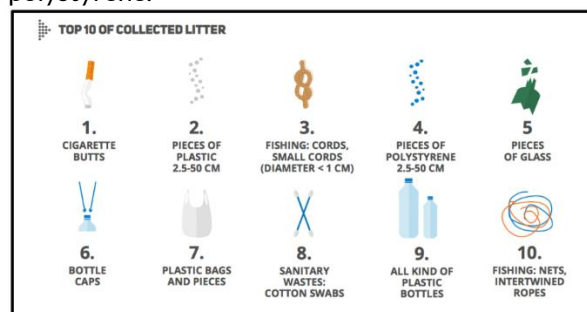 polystyrene.
TOP 10 OF COLLECTED LITTER
1.
CIGARETTE
BUTTS
2.
PIECES OF
PLASTIC
2.5-50 CM
3.
FISHING: CORDS,
SMALL CORDS
(DIAMETER < 1 CM)
4.
PIECES OF
POLYSTYRENE
2.5-50 CM
5
PIECES
OF GLASS
6.
BOTTLE
CAPS
7.
PLASTIC BAGS
AND PIECES
8.
SANITARY
WASTES:
COTTON SWABS
9.
ALL KIND OF
PLASTIC
BOTTLES
10.
FISHING: NETS,
INTERTWINED
ROPES